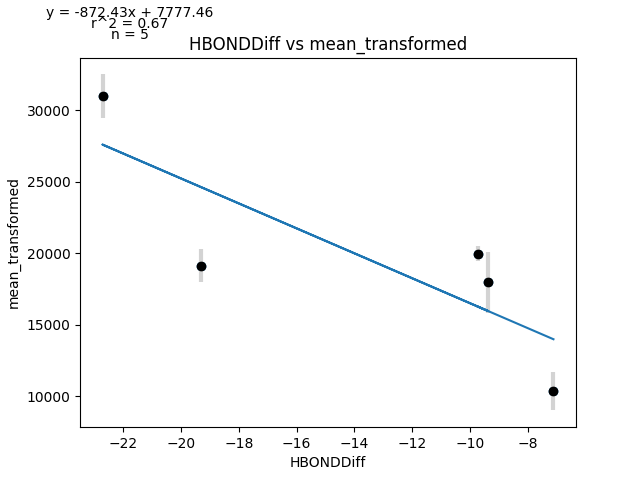 y = -872.43x + 7777.46
r^2 = 0.67
n = 5
HBONDDiff vs mean_transformed
30000
25000
20000
15000
10000
mean_transformed
−22
−20
−18
−16
−14
−12
−10
−8
HBONDDiff